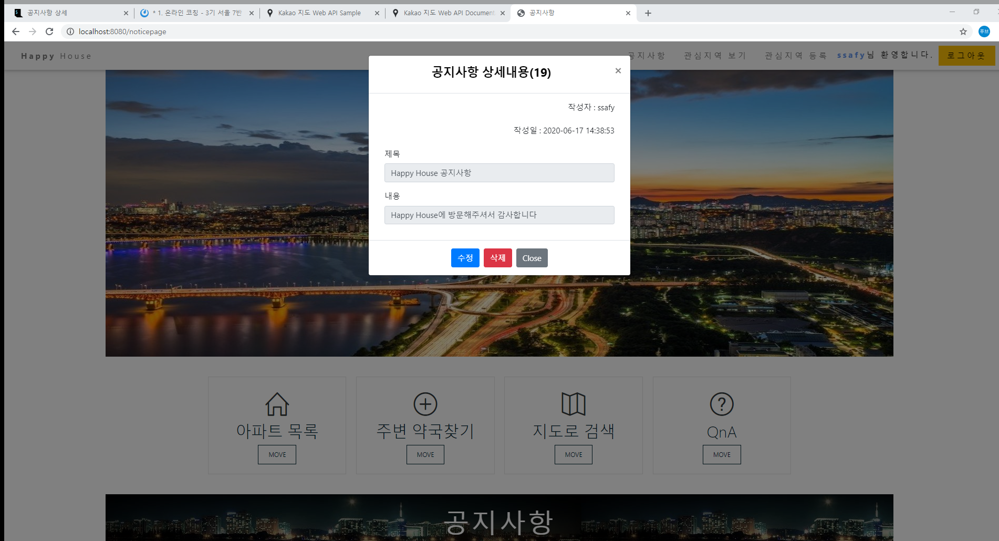 공지사항 상세
* 1. 온라인 코칭 - 3기 서울 7반
Kakao 지도 Web API Sample
Kakao 지도 Web API Document
공지사항
localhost:8080/noticepage
푸브
Happy House
공지사항
관심지역 보기
관심지역 등록
ssafy님 환영합니다.
로그아웃
공지사항 상세내용(19)
×
작성자 : ssafy
작성일 : 2020-06-17 14:38:53
제목
Happy House 공지사항
내용
Happy House에 방문해주셔서 감사합니다
수정
삭제
Close
아파트 목록
MOVE
주변 약국찾기
MOVE
지도로 검색
MOVE
QnA
MOVE
공지사항